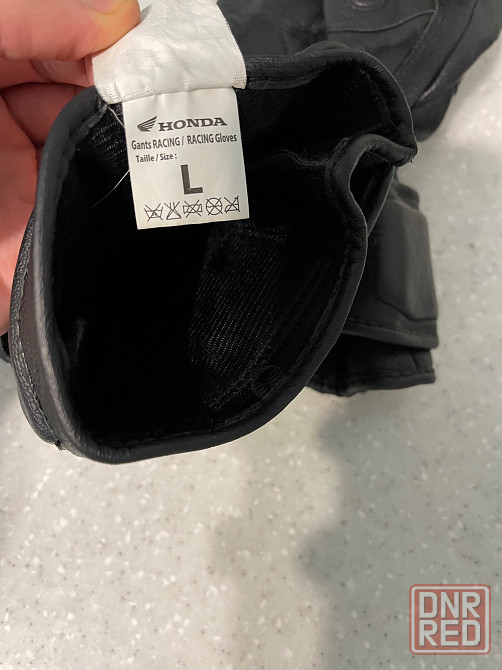 HONDA
Gants RACING / RACING Gloves
Taille / Size :
L
DNR
RED